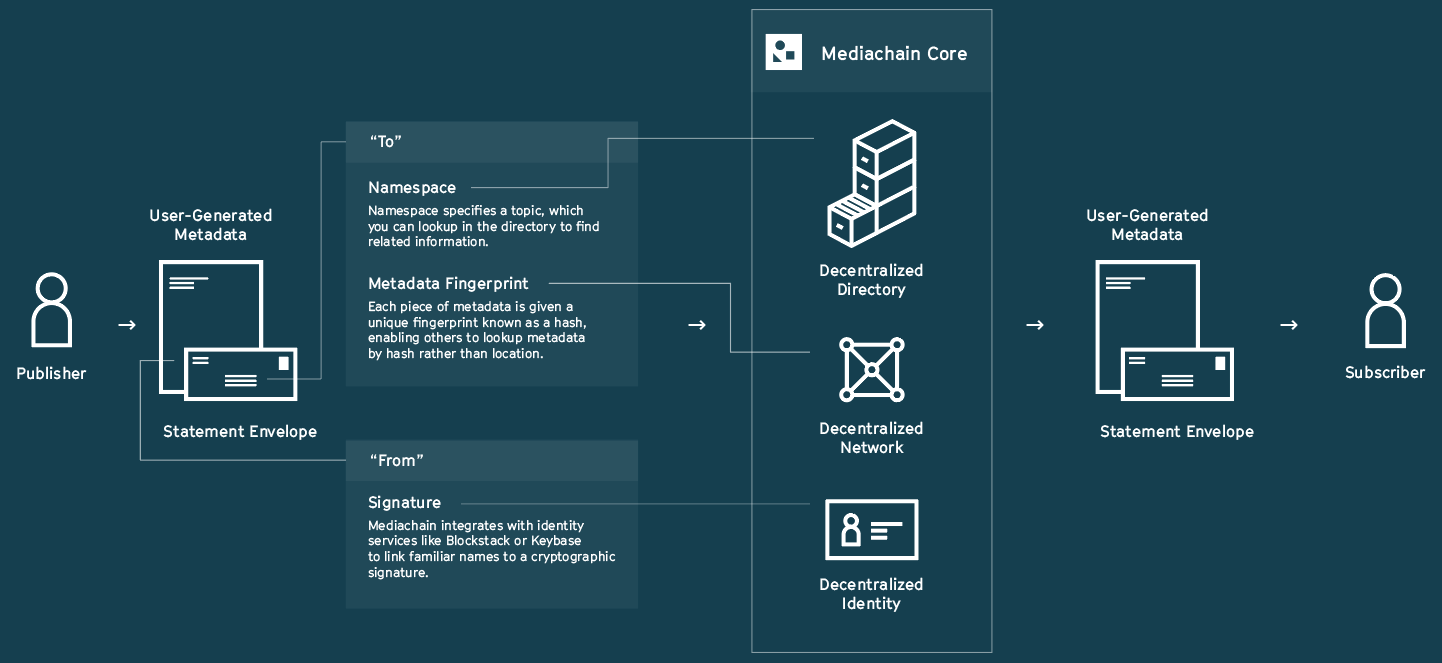 Mediachain Core
“To”
Namespace
Namespace specifies a topic, which
you can lookup in the directory to find
related information.
Metadata Fingerprint
Each piece of metadata is given a
unique fingerprint known as a hash,
enabling others to lookup metadata
by hash rather than location.
“From”
Signature
Mediachain integrates with identity
services like Blockstack or Keybase
to link familiar names to a cryptographic
signature.
User-Generated
Metadata
Publisher
Statement Envelope
Decentralized
Directory
Decentralized
Network
Decentralized
Identity
User-Generated
Metadata
Statement Envelope
Subscriber